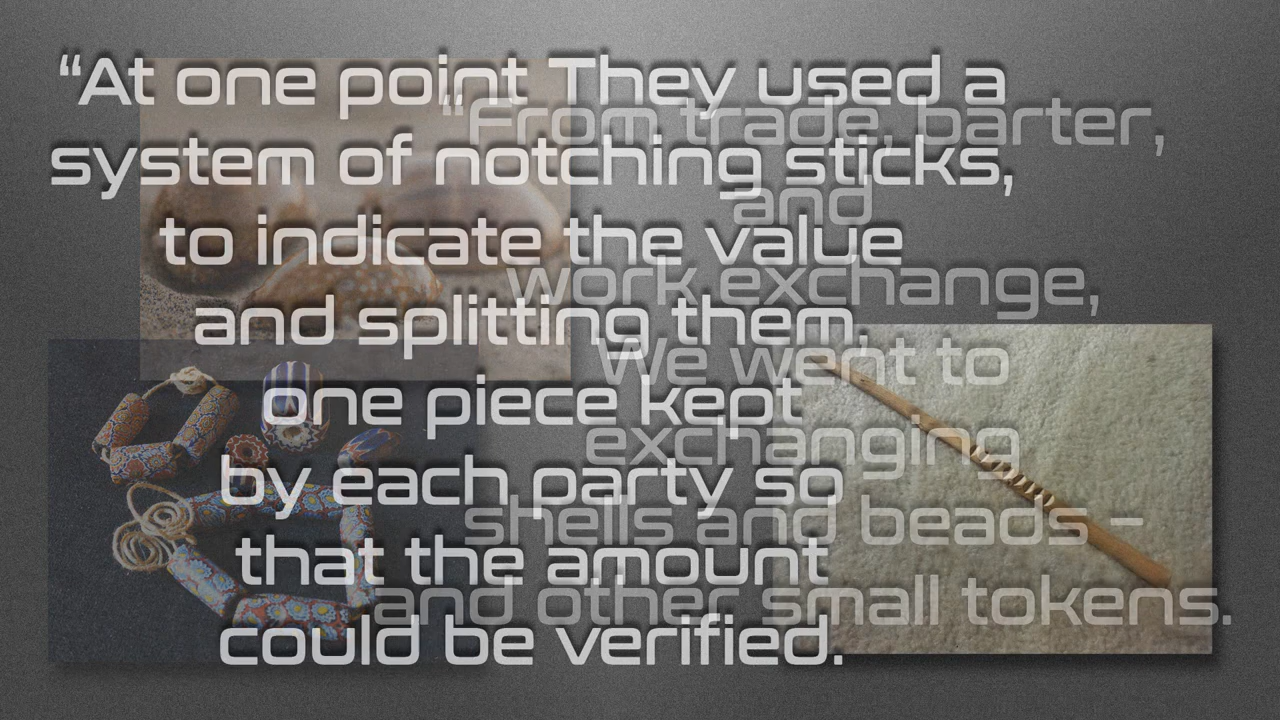 “At one point They used a
system of notching sticks,
to indicate the value
and splitting them,
one piece kept
by each party so
that the amount
could be verified.
“From trade, barter,
and
work exchange,
We went to
exchanging
shells and beads –
and other small tokens.